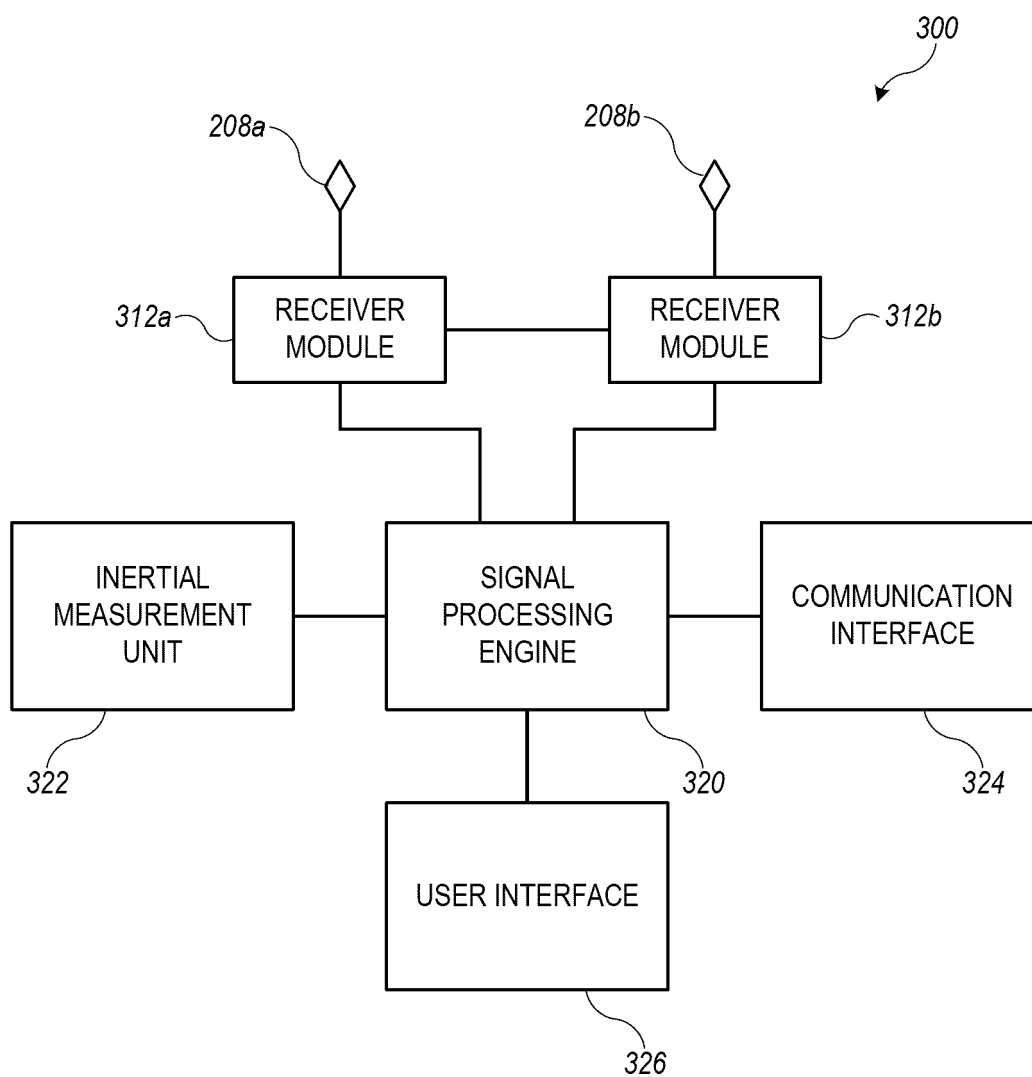 300
208a
208b
312a
RECEIVER
MODULE
RECEIVER
MODULE
312b
INERTIAL
MEASUREMENT
UNIT
SIGNAL
PROCESSING
ENGINE
COMMUNICATION
INTERFACE
322
320
324
USER INTERFACE
326